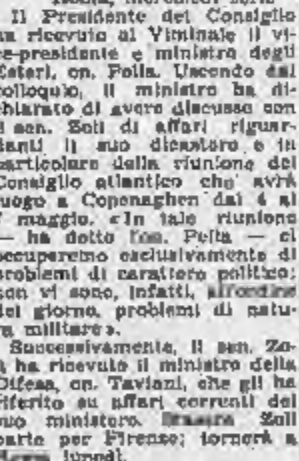 Il Presidente del Consiglio
ha ricevuto al Viminale il vi-
ce-presidente e ministro degli
Esteri, on. Pella. Uscendo dal
colloquio, il ministro ha di-
chiarato di avere discusso con
il sen. Zoli di affari riguar-
danti il suo dicastero e in
particolare della riunione del
Consiglio atlantico che avrà
luogo a Copenaghen dal 4 al
7 maggio. «In tale riunione
— ha detto l'on. Pella — ci
occuperemo esclusivamente di
problemi di carattere politico;
non vi sono, infatti, all'ordine
del giorno, problemi di natu-
ra militare».
Successivamente, il sen. Zo-
li ha ricevuto il ministro della
Difesa, on. Taviani, che gli ha
riferito su affari correnti del
suo ministero. Zoli
parte per Firenze; tornerà a
lunedì.